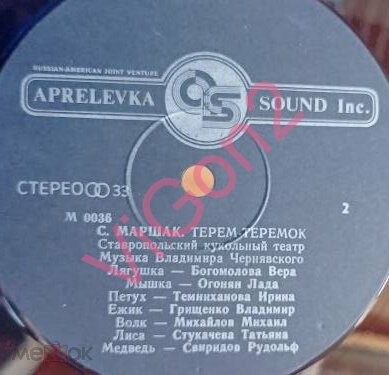 RUSSIAN-AMERICAN JOINT VENTURE
APRELEVKA SOUND Inc.
СТЕРЕО 33
М 0036
2
С. МАРШАК. ТЕРЕМ-ТЕРЕМОК
Ставропольский кукольный театр
Музыка Владимира Чернявского
Лягушка — Богомолова Вера
Мышка — Огонян Лада
Петух — Темниханова Ирина
Ежик — Грищенко Владимир
Волк — Михайлов Михаил
Лиса — Стукачева Татьяна
Медведь — Свиридов Рудольф
Мешок